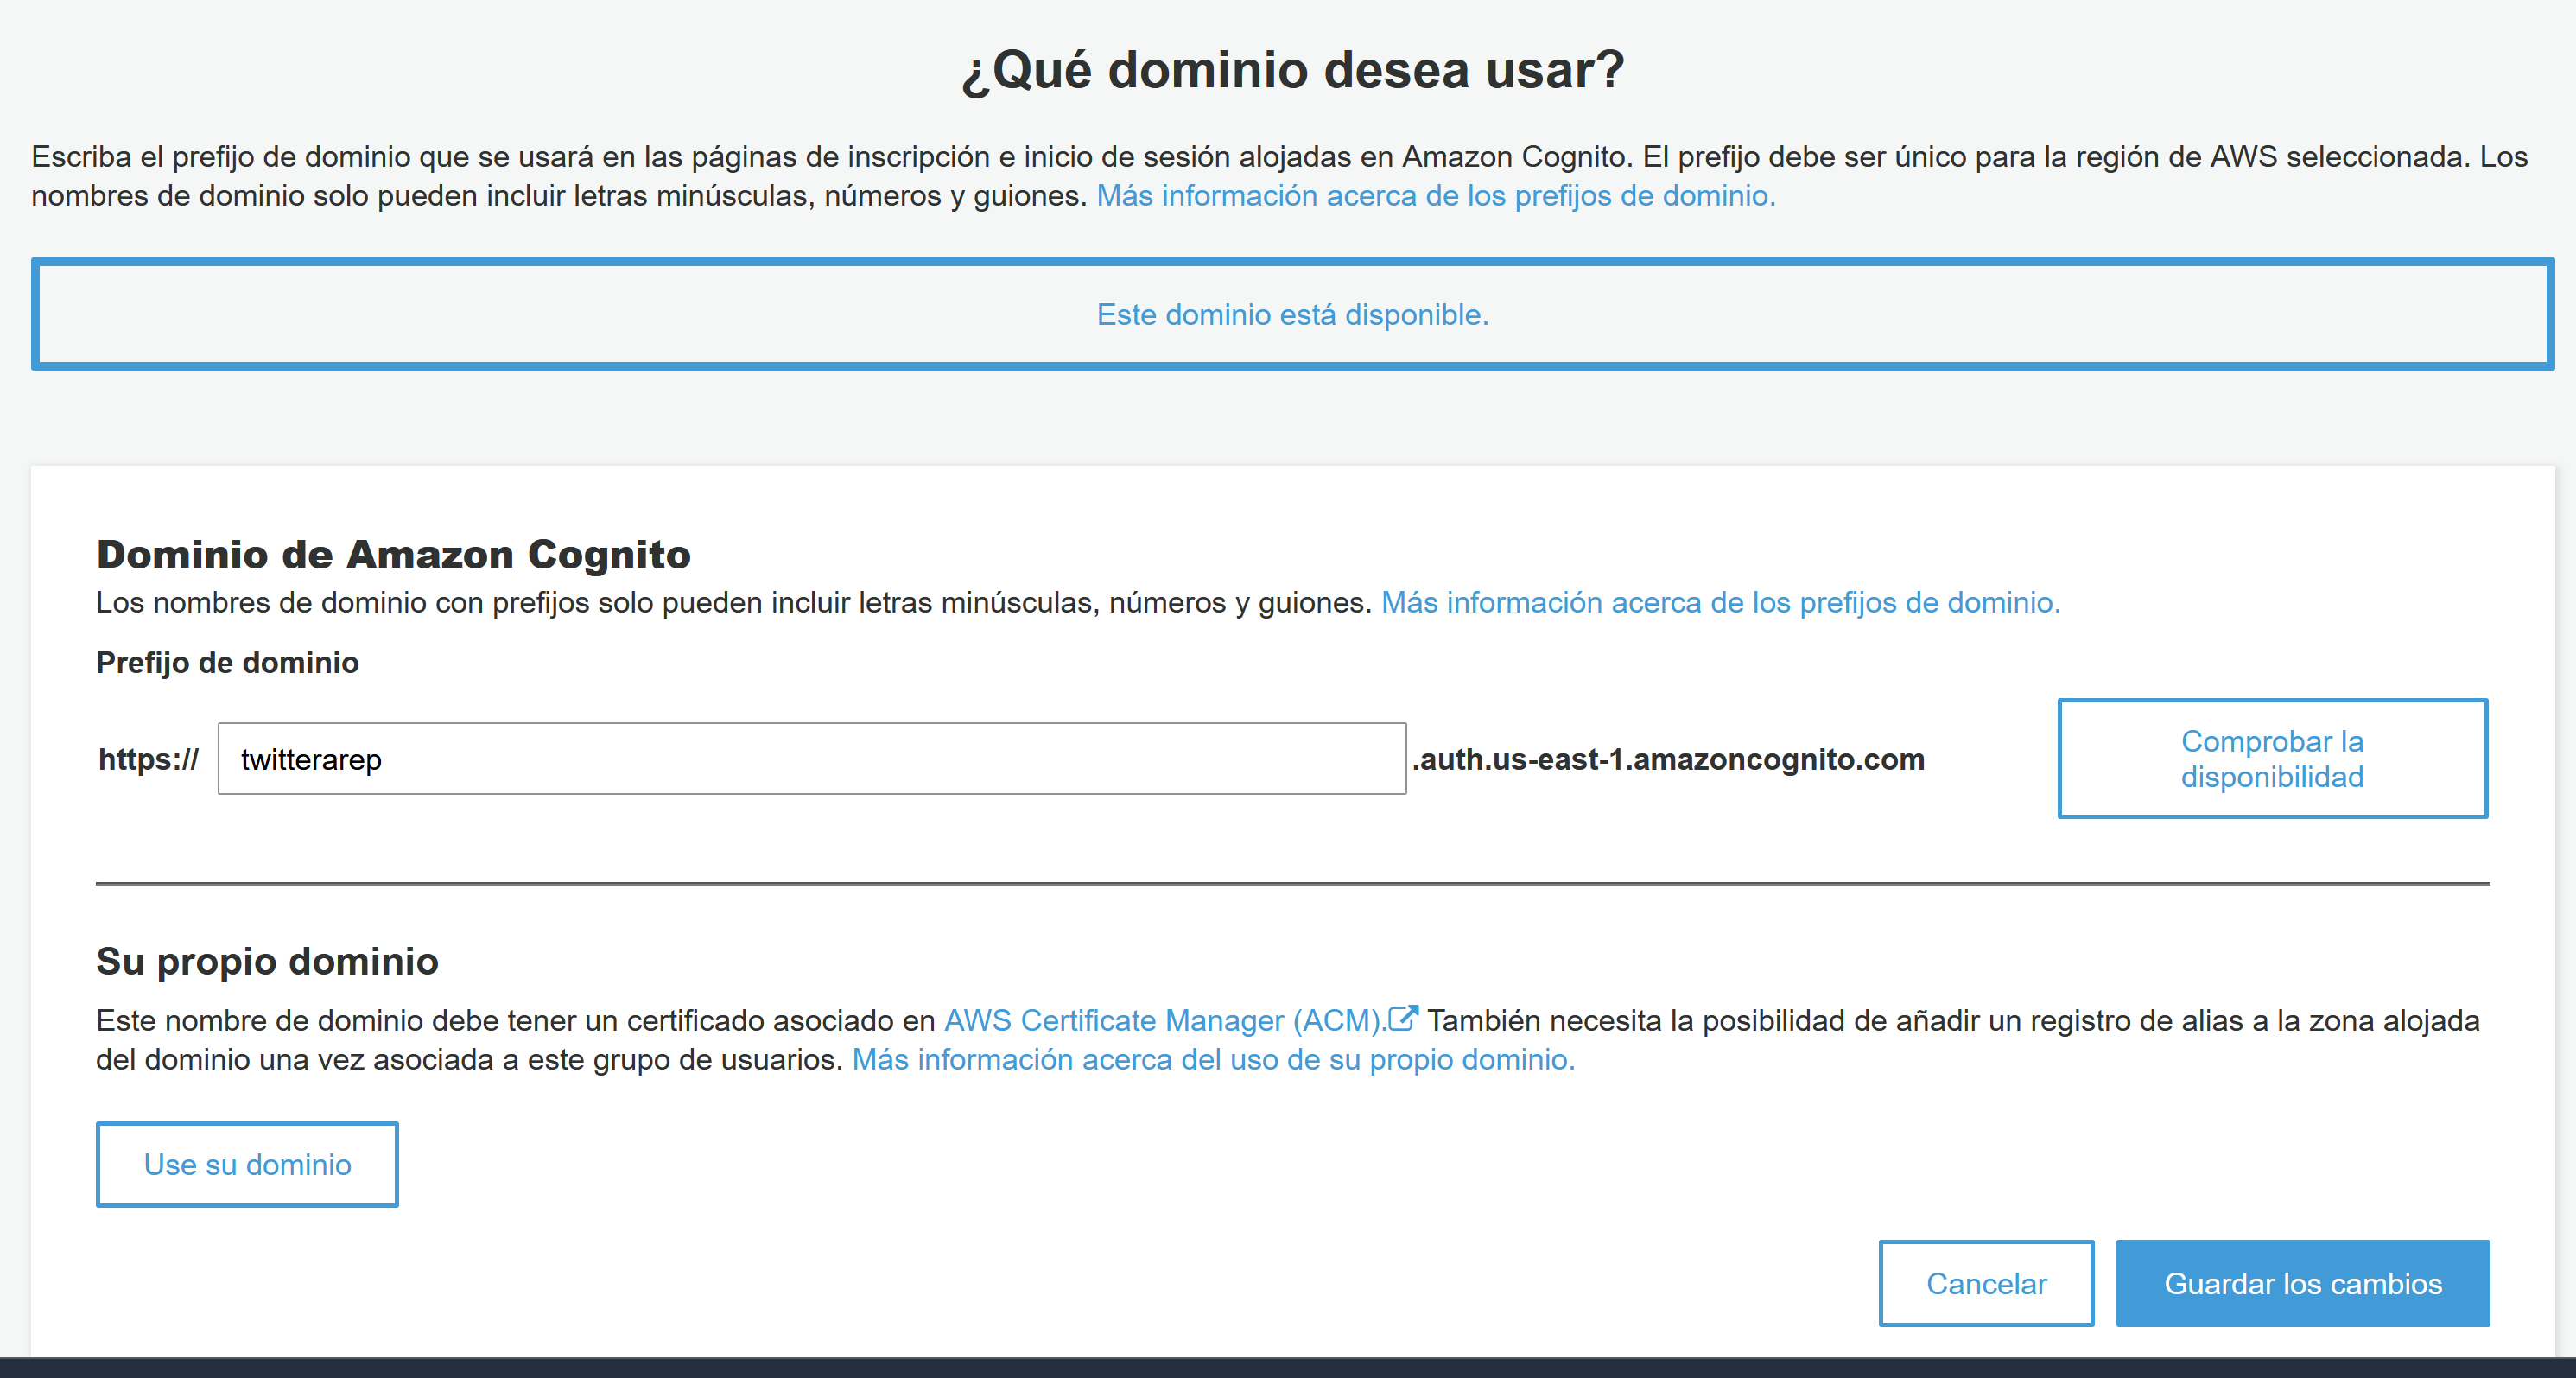 ¿Qué dominio desea usar?
Escriba el prefijo de dominio que se usará en las páginas de inscripción e inicio de sesión alojadas en Amazon Cognito. El prefijo debe ser único para la región de AWS seleccionada. Los
nombres de dominio solo pueden incluir letras minúsculas, números y guiones. Más información acerca de los prefijos de dominio.
Este dominio está disponible.
Dominio de Amazon Cognito
Los nombres de dominio con prefijos solo pueden incluir letras minúsculas, números y guiones. Más información acerca de los prefijos de dominio.
Prefijo de dominio
https:// twitterarep .auth.us-east-1.amazoncognito.com
Comprobar la
disponibilidad
Su propio dominio
Este nombre de dominio debe tener un certificado asociado en AWS Certificate Manager (ACM). También necesita la posibilidad de añadir un registro de alias a la zona alojada
del dominio una vez asociada a este grupo de usuarios. Más información acerca del uso de su propio dominio.
Use su dominio
Cancelar Guardar los cambios